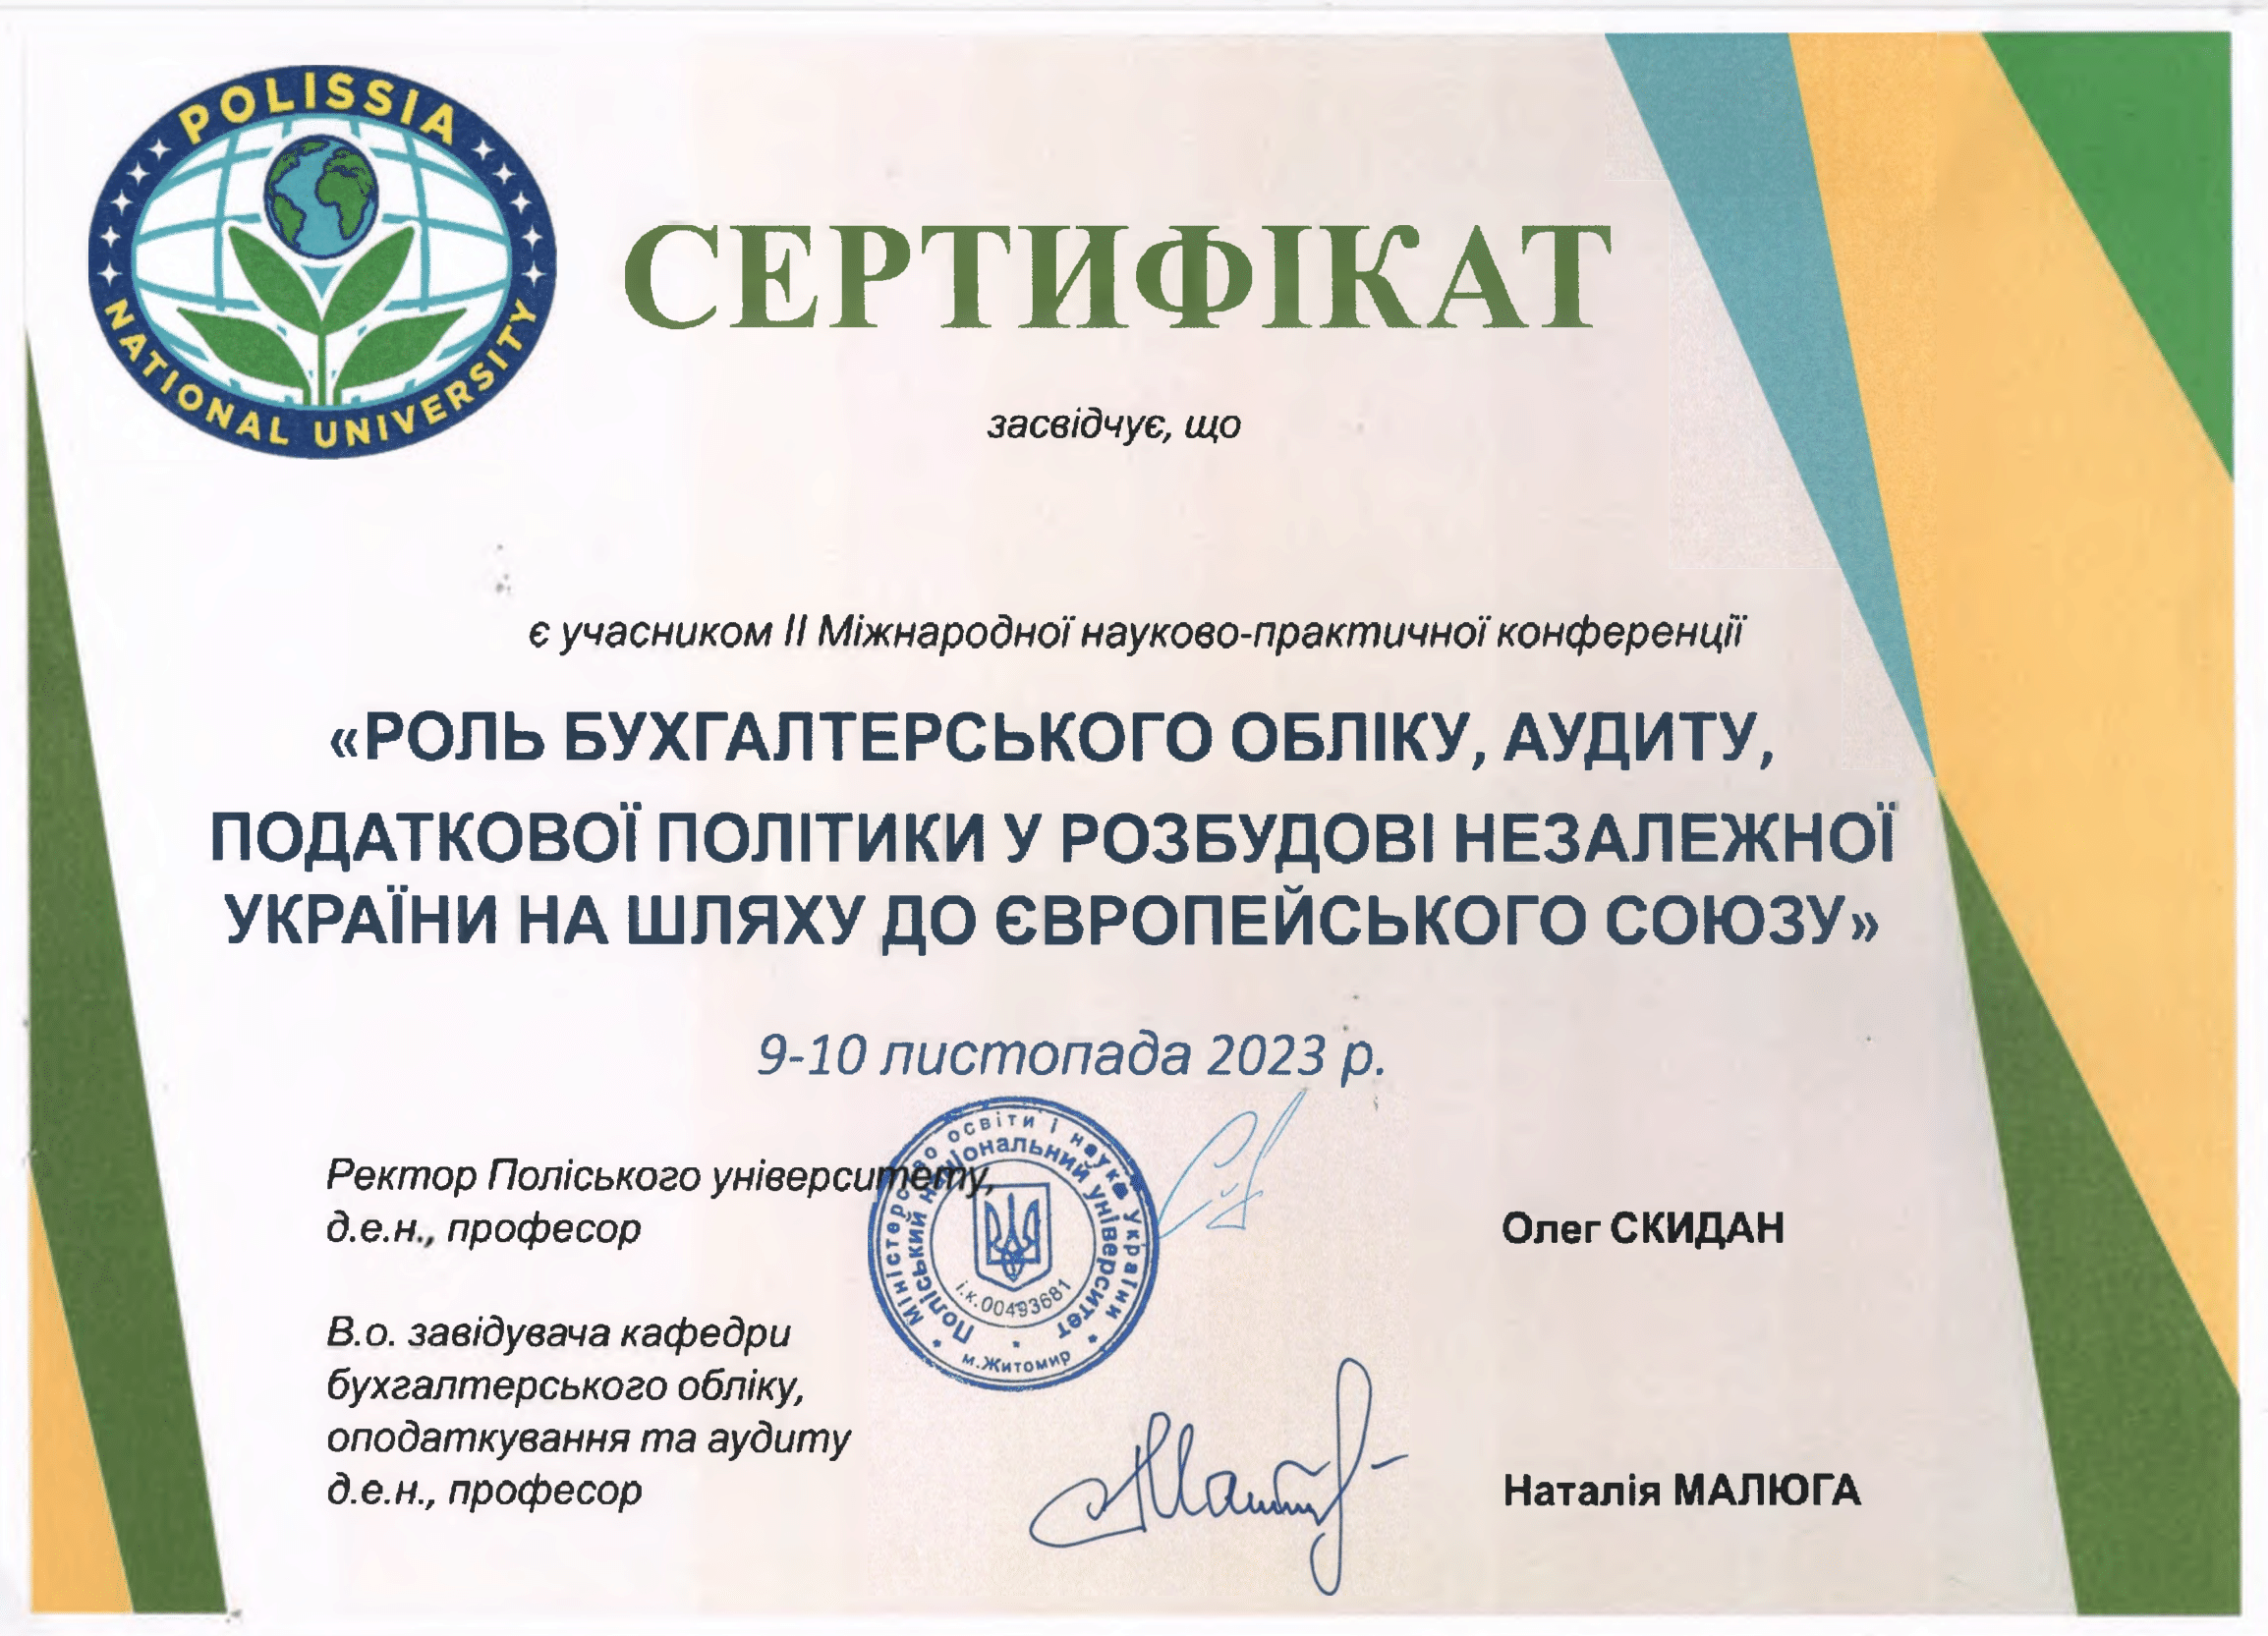 POLISSIA
NATIONAL UNIVERSITY
СЕРТИФІКАТ
засвідчує, що
є учасником ІІ Міжнародної науково-практичної конференції
«РОЛЬ БУХГАЛТЕРСЬКОГО ОБЛІКУ, АУДИТУ,
ПОДАТКОВОЇ ПОЛІТИКИ У РОЗБУДОВІ НЕЗАЛЕЖНОЇ
УКРАЇНИ НА ШЛЯХУ ДО ЄВРОПЕЙСЬКОГО СОЮЗУ»
9-10 листопада 2023 р.
Ректор Поліського університету,
д.е.н., професор
Олег СКИДАН
Міністерство освіти і науки України
Поліський національний університет
і.к.00493681
м.Житомир
В.о. завідувача кафедри
бухгалтерського обліку,
оподаткування та аудиту
д.е.н., професор
Наталія МАЛЮГА